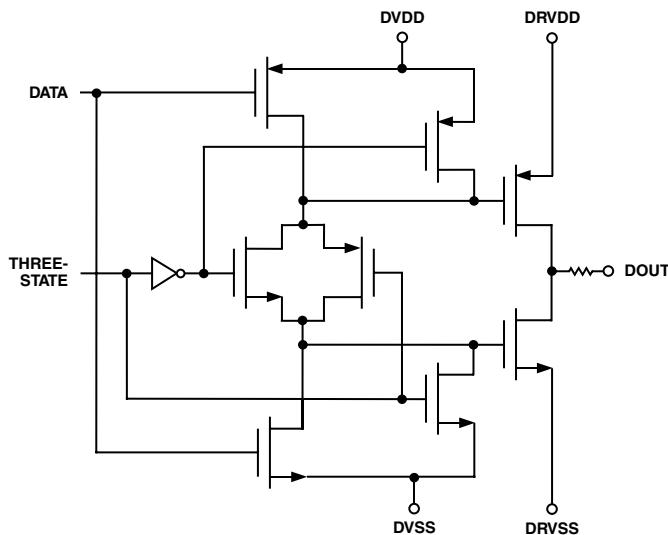 DVDD
DRVDD
DATA
THREE-
STATE
DOUT
DVSS
DRVSS